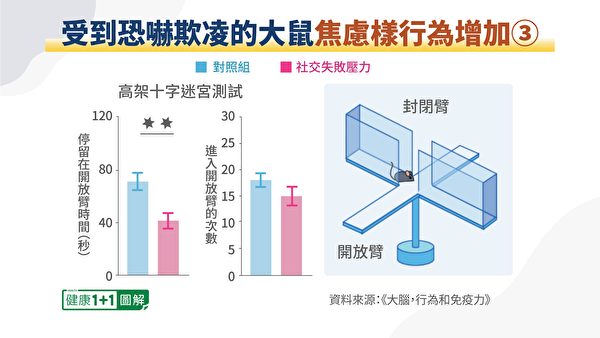 受到恐嚇欺凌的大鼠焦慮樣行為增加③
對照組 社交失敗壓力
高架十字迷宮測試
停留在開放臂時間(秒)
120
80
40
0
進入開放臂的次數
30
25
20
15
10
5
0
封閉臂
開放臂
健康1+1 圖解
資料來源:《大腦,行為和免疫力》